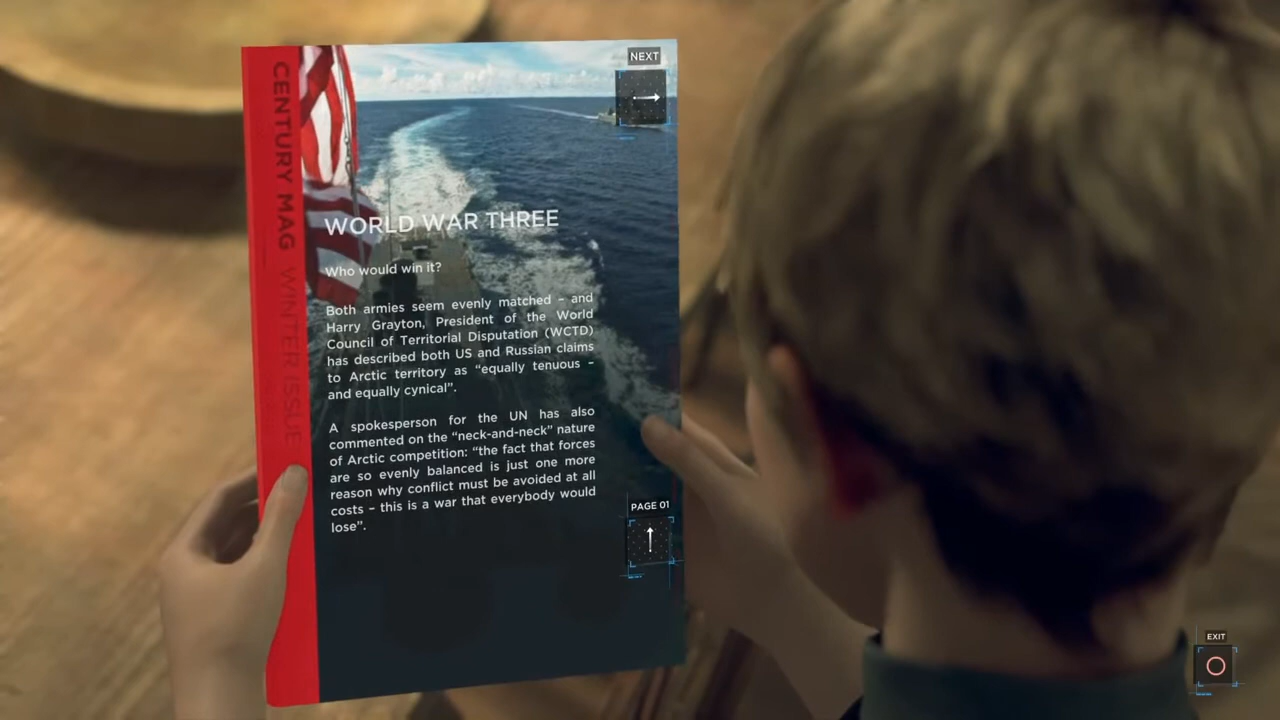 CENTURY MAG WINTER ISSUE
NEXT
WORLD WAR THREE
Who would win it?
Both armies seem evenly matched – and
Harry Grayton, President of the World
Council of Territorial Disputation (WCTD)
has described both US and Russian claims
to Arctic territory as “equally tenuous –
and equally cynical”.
A spokesperson for the UN has also
commented on the “neck-and-neck” nature
of Arctic competition: “the fact that forces
are so evenly balanced is just one more
reason why conflict must be avoided at all
costs – this is a war that everybody would
lose”.
PAGE 01
EXIT